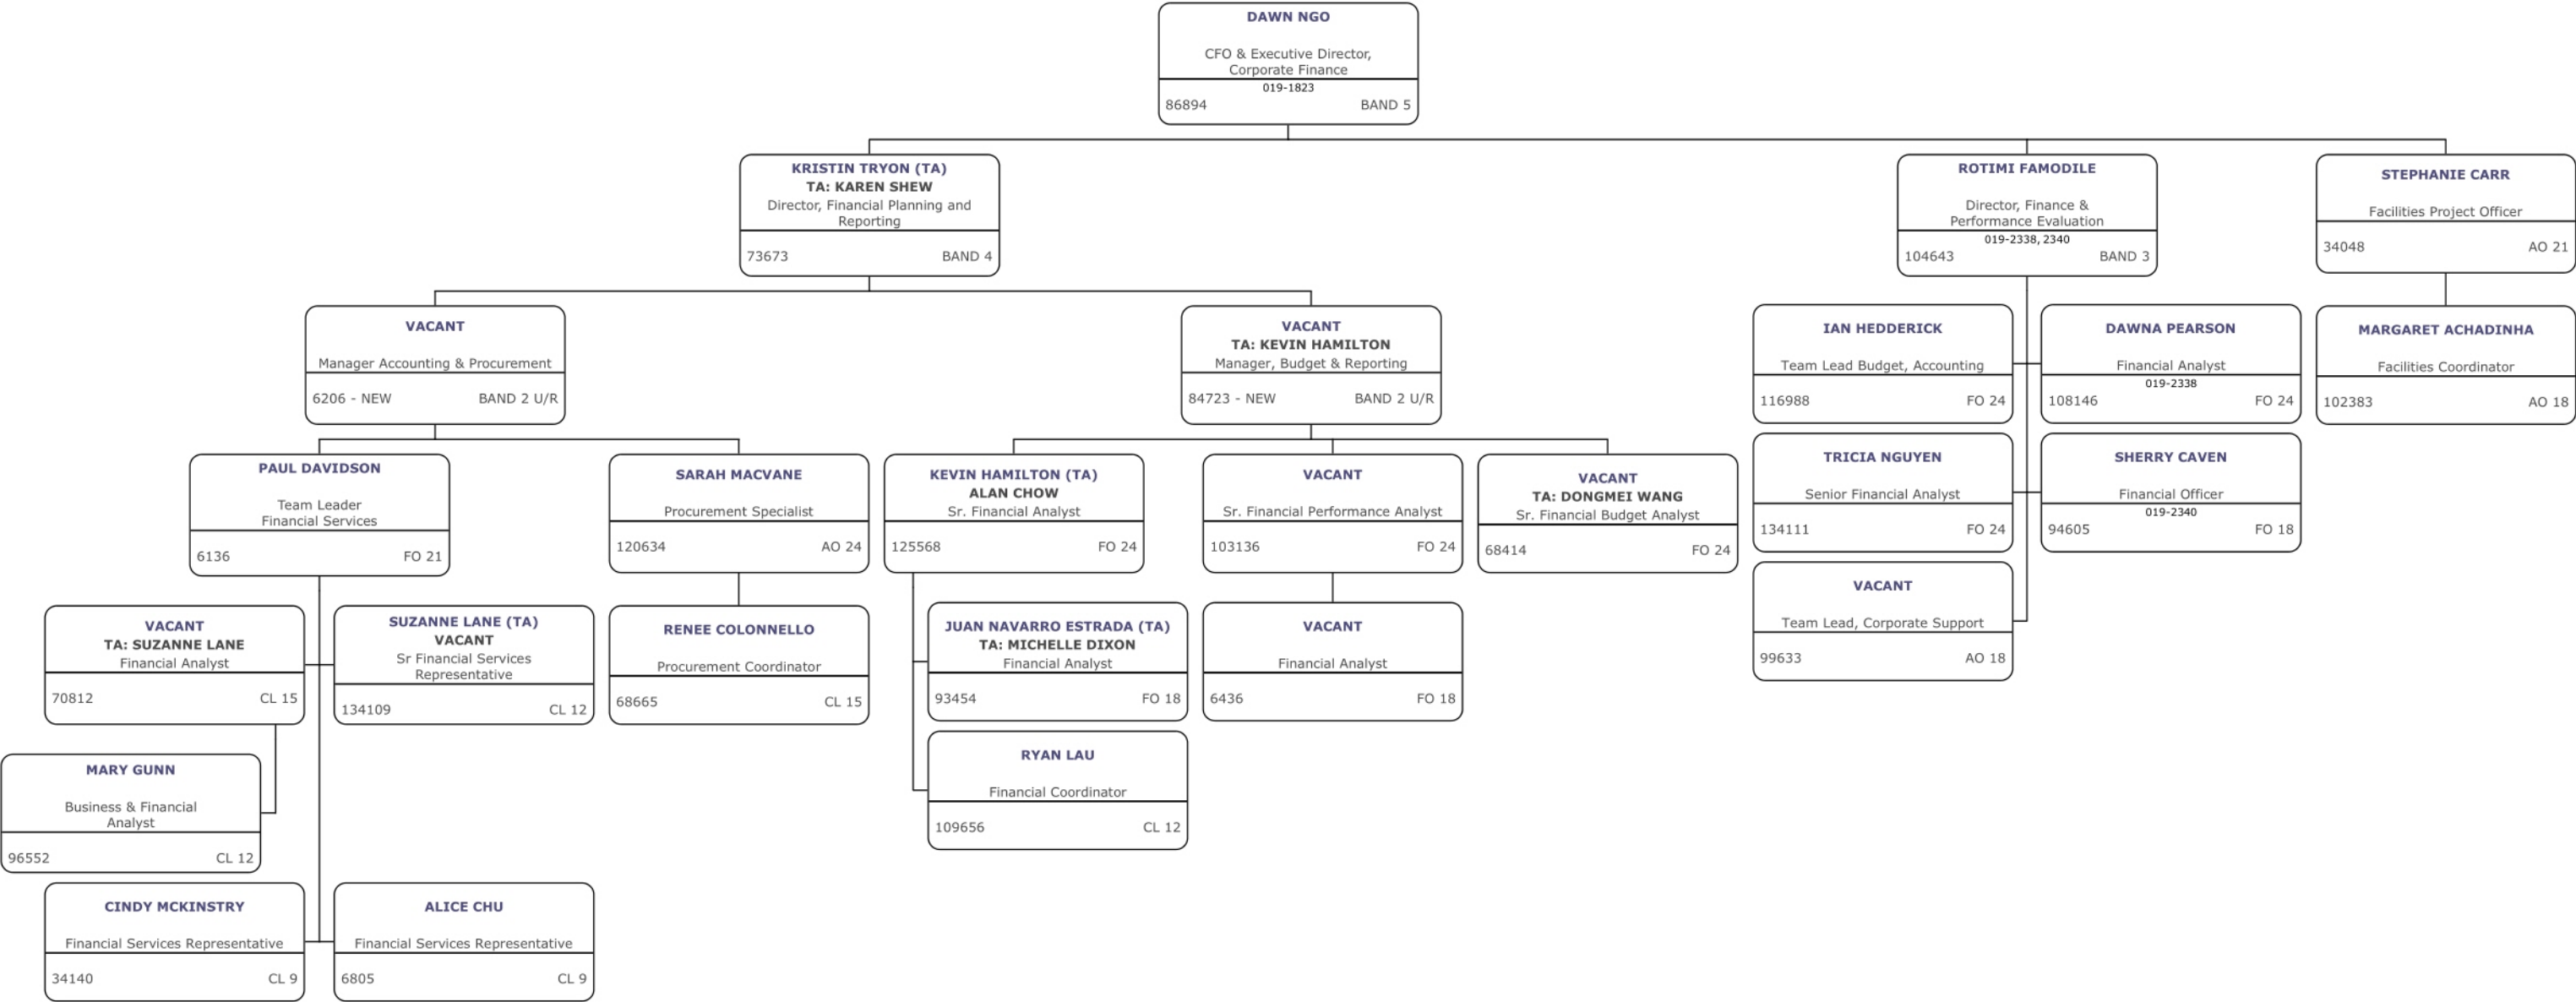 DAWN NGO
CFO & Executive Director,
Corporate Finance
019-1823
86894 BAND 5
KRISTIN TRYON (TA)
TA: KAREN SHEW
Director, Financial Planning and
Reporting
73673 BAND 4
ROTIMI FAMODILE
Director, Finance &
Performance Evaluation
019-2338, 2340
104643 BAND 3
STEPHANIE CARR
Facilities Project Officer
34048 AO 21
VACANT
Manager Accounting & Procurement
6206 - NEW BAND 2 U/R
VACANT
TA: KEVIN HAMILTON
Manager, Budget & Reporting
84723 - NEW BAND 2 U/R
IAN HEDDERICK
Team Lead Budget, Accounting
116988 FO 24
DAWNA PEARSON
Financial Analyst
019-2338
108146 FO 24
MARGARET ACHADINHA
Facilities Coordinator
102383 AO 18
PAUL DAVIDSON
Team Leader
Financial Services
6136 FO 21
SARAH MACVANE
Procurement Specialist
120634 AO 24
KEVIN HAMILTON (TA)
ALAN CHOW
Sr. Financial Analyst
125568 FO 24
VACANT
Sr. Financial Performance Analyst
103136 FO 24
VACANT
TA: DONGMEI WANG
Sr. Financial Budget Analyst
68414 FO 24
TRICIA NGUYEN
Senior Financial Analyst
134111 FO 24
SHERRY CAVEN
Financial Officer
019-2340
94605 FO 18
VACANT
Team Lead, Corporate Support
99633 AO 18
VACANT
TA: SUZANNE LANE
Financial Analyst
70812 CL 15
SUZANNE LANE (TA)
VACANT
Sr Financial Services
Representative
134109 CL 12
RENEE COLONNELLO
Procurement Coordinator
68665 CL 15
JUAN NAVARRO ESTRADA (TA)
TA: MICHELLE DIXON
Financial Analyst
93454 FO 18
VACANT
Financial Analyst
6436 FO 18
MARY GUNN
Business & Financial
Analyst
96552 CL 12
RYAN LAU
Financial Coordinator
109656 CL 12
CINDY MCKINSTRY
Financial Services Representative
34140 CL 9
ALICE CHU
Financial Services Representative
6805 CL 9